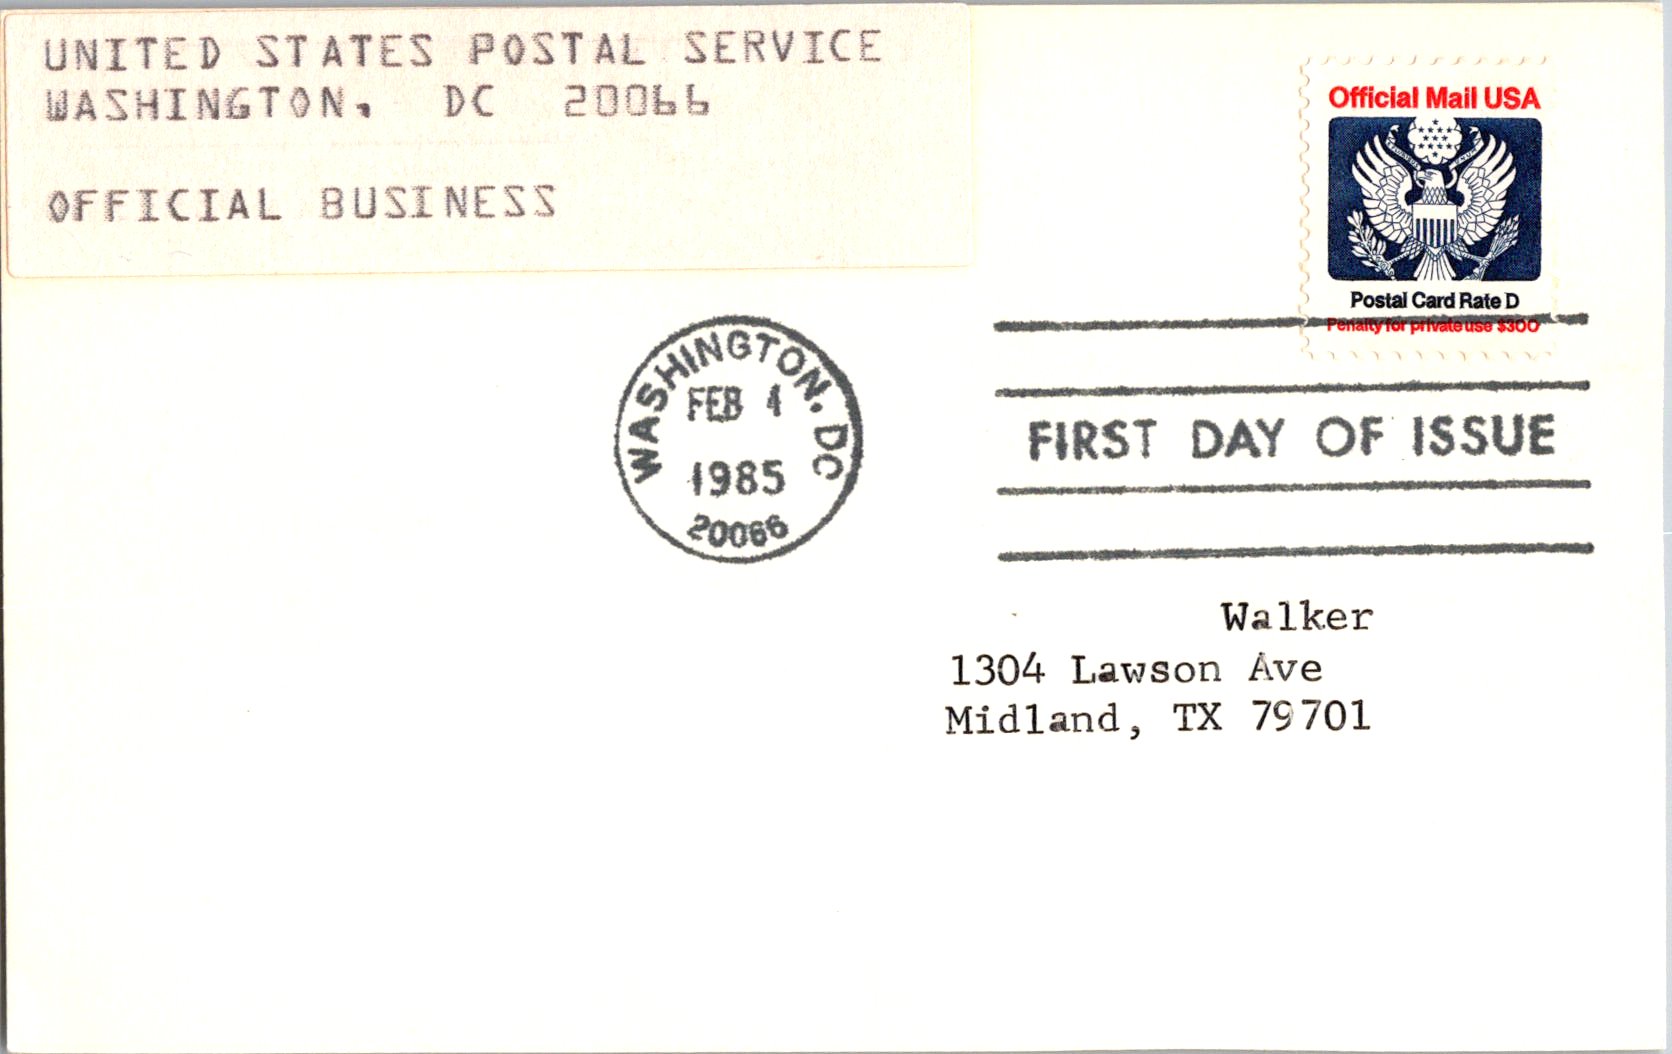 UNITED STATES POSTAL SERVICE
WASHINGTON, DC 20066
OFFICIAL BUSINESS
Official Mail USA
Postal Card Rate D
Penalty for private use $300
WASHINGTON, DC
FEB 4
1985
20066
FIRST DAY OF ISSUE
Walker
1304 Lawson Ave
Midland, TX 79701